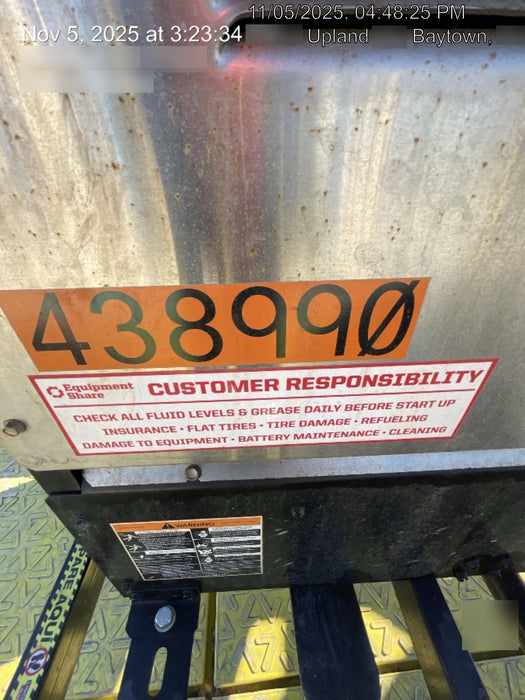 11/05/2025, 04:48:25 PM
Nov 5, 2025 at 3:23:34
Upland Baytown,
438990
Equipment Share
CUSTOMER RESPONSIBILITY
CHECK ALL FLUID LEVELS & GREASE DAILY BEFORE START UP
INSURANCE · FLAT TIRES · TIRE DAMAGE · REFUELING
DAMAGE TO EQUIPMENT · BATTERY MAINTENANCE · CLEANING
WARNING
PARE AQUI